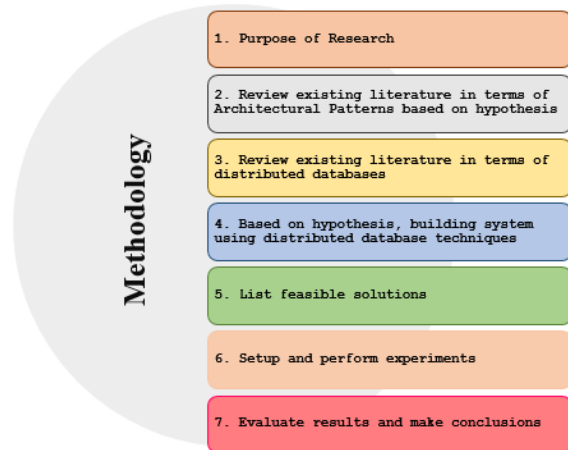 Methodology
1. Purpose of Research
2. Review existing literature in terms of
Architectural Patterns based on hypothesis
3. Review existing literature in terms of
distributed databases
4. Based on hypothesis, building system
using distributed database techniques
5. List feasible solutions
6. Setup and perform experiments
7. Evaluate results and make conclusions